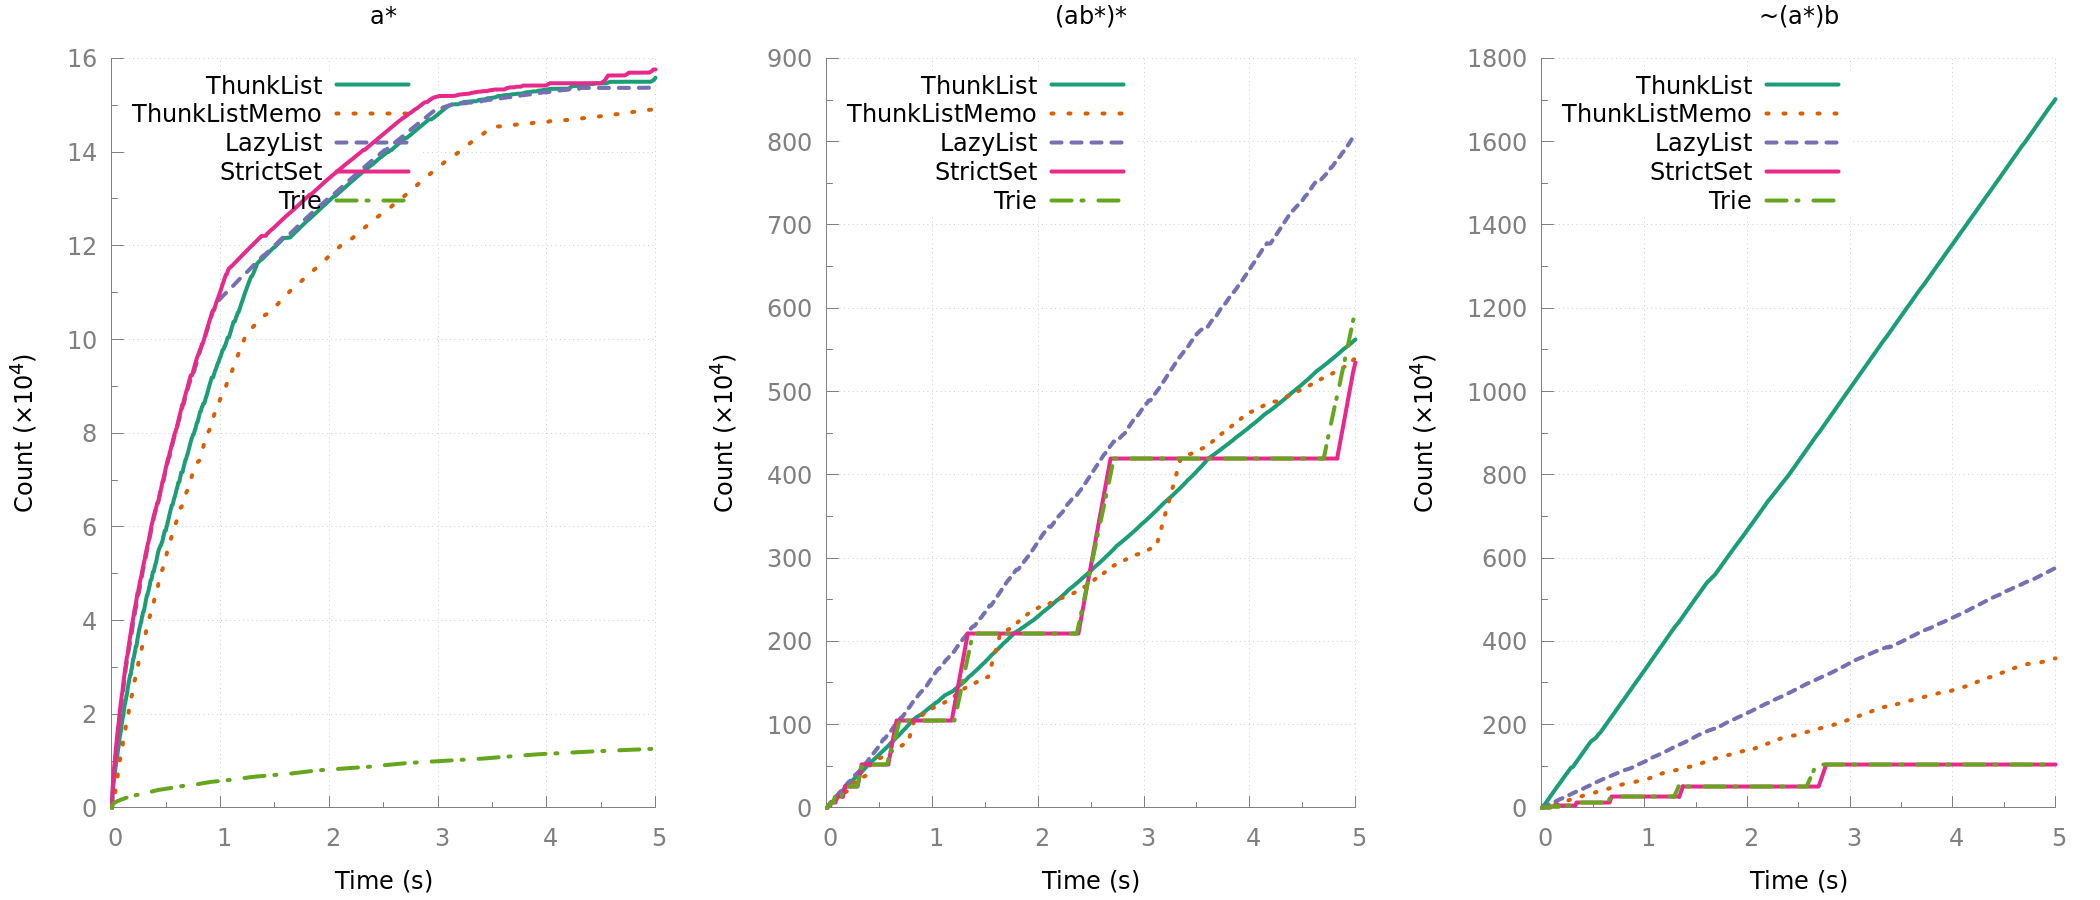 a*
16
14
12
10
8
6
4
2
0
Count (×10⁴)
ThunkList
ThunkListMemo
LazyList
StrictSet
Trie
0 1 2 3 4 5
Time (s)
(ab*)*
900
800
700
600
500
400
300
200
100
0
Count (×10⁴)
ThunkList
ThunkListMemo
LazyList
StrictSet
Trie
0 1 2 3 4 5
Time (s)
~(a*)b
1800
1600
1400
1200
1000
800
600
400
200
0
Count (×10⁴)
ThunkList
ThunkListMemo
LazyList
StrictSet
Trie
0 1 2 3 4 5
Time (s)